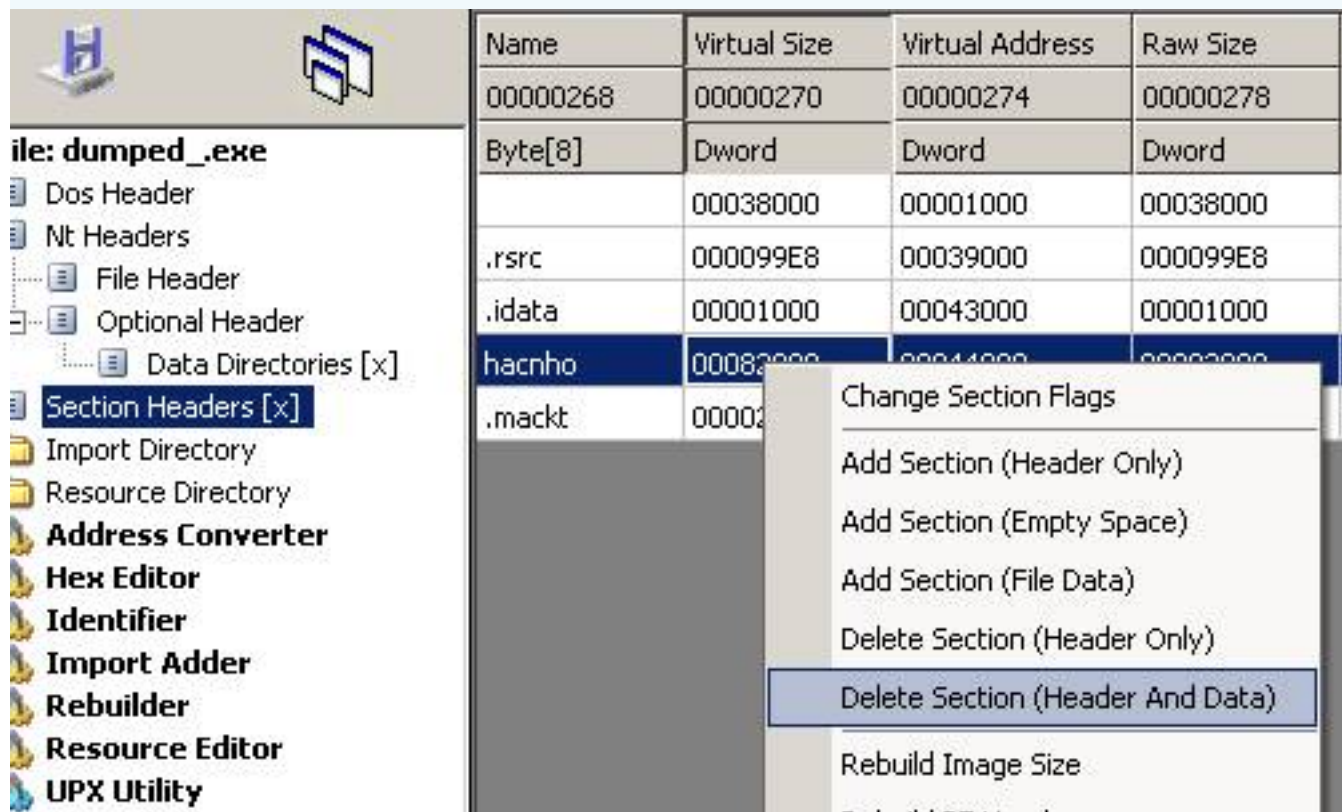 Name Virtual Size Virtual Address Raw Size
00000268 00000270 00000274 00000278
Byte[8] Dword Dword Dword
00038000 00001000 00038000
.rsrc 000099E8 00039000 000099E8
.idata 00001000 00043000 00001000
hacnho
.mackt
ile: dumped_.exe
Dos Header
Nt Headers
File Header
Optional Header
Data Directories [x]
Section Headers [x]
Import Directory
Resource Directory
Address Converter
Hex Editor
Identifier
Import Adder
Rebuilder
Resource Editor
UPX Utility
Change Section Flags
Add Section (Header Only)
Add Section (Empty Space)
Add Section (File Data)
Delete Section (Header Only)
Delete Section (Header And Data)
Rebuild Image Size